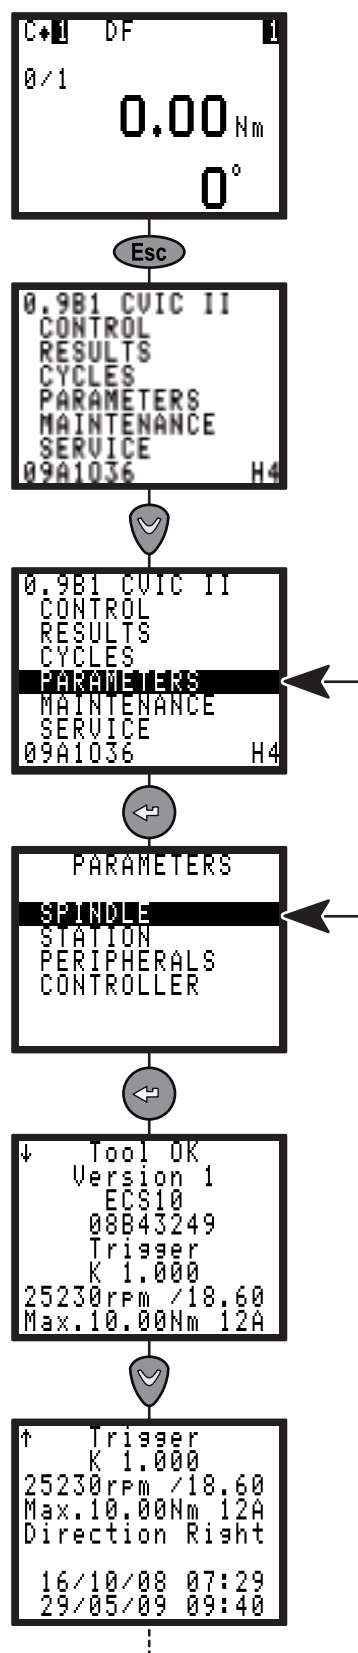 C♦1 DF 1
0/1
0.00 Nm
0°
Esc
0.9B1 CVIC II
CONTROL
RESULTS
CYCLES
PARAMETERS
MAINTENANCE
SERVICE
09A1036 H4
0.9B1 CVIC II
CONTROL
RESULTS
CYCLES
PARAMETERS
MAINTENANCE
SERVICE
09A1036 H4
PARAMETERS
SPINDLE
STATION
PERIPHERALS
CONTROLLER
↓ Tool OK
Version 1
ECS10
08B43249
Trigger
K 1.000
25230rpm /18.60
Max.10.00Nm 12A
↑ Trigger
K 1.000
25230rpm /18.60
Max.10.00Nm 12A
Direction Right
16/10/08 07:29
29/05/09 09:40